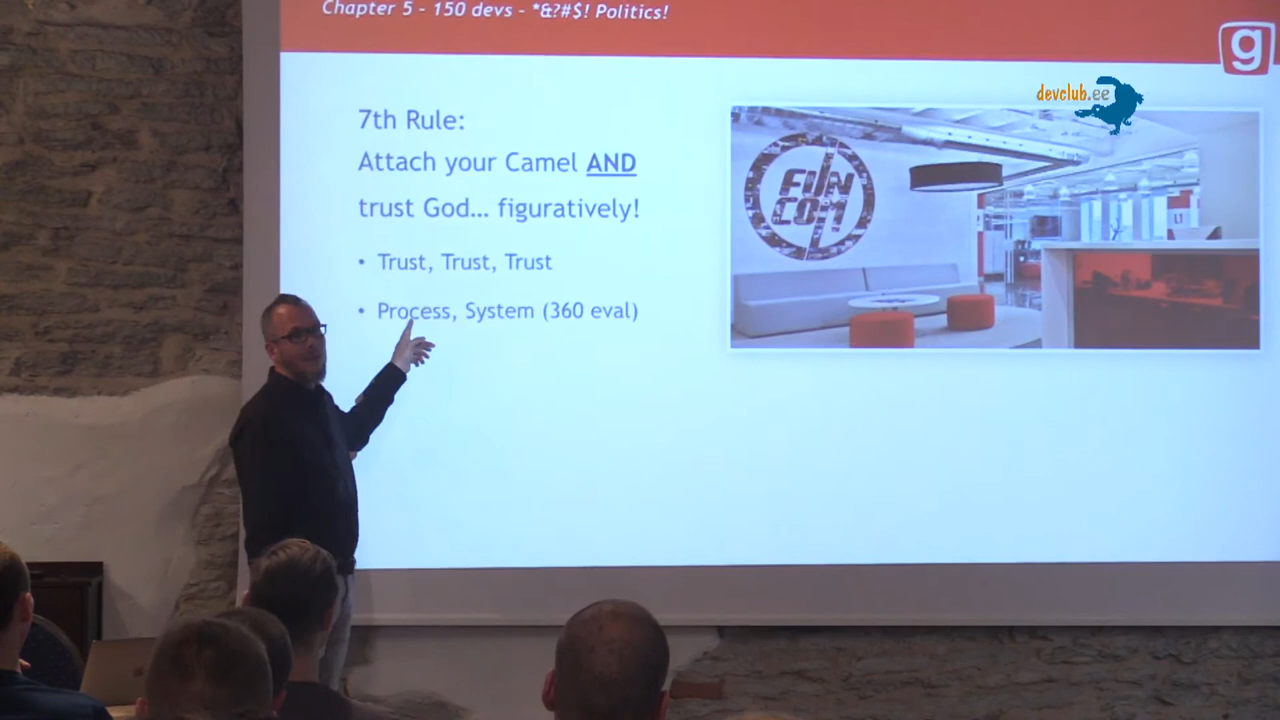 Chapter 5 - 150 devs - *&?#$! Politics!
g
devclub.ee
7th Rule:
Attach your Camel AND
trust God... figuratively!
• Trust, Trust, Trust
• Process, System (360 eval)
FUN
COM
L1